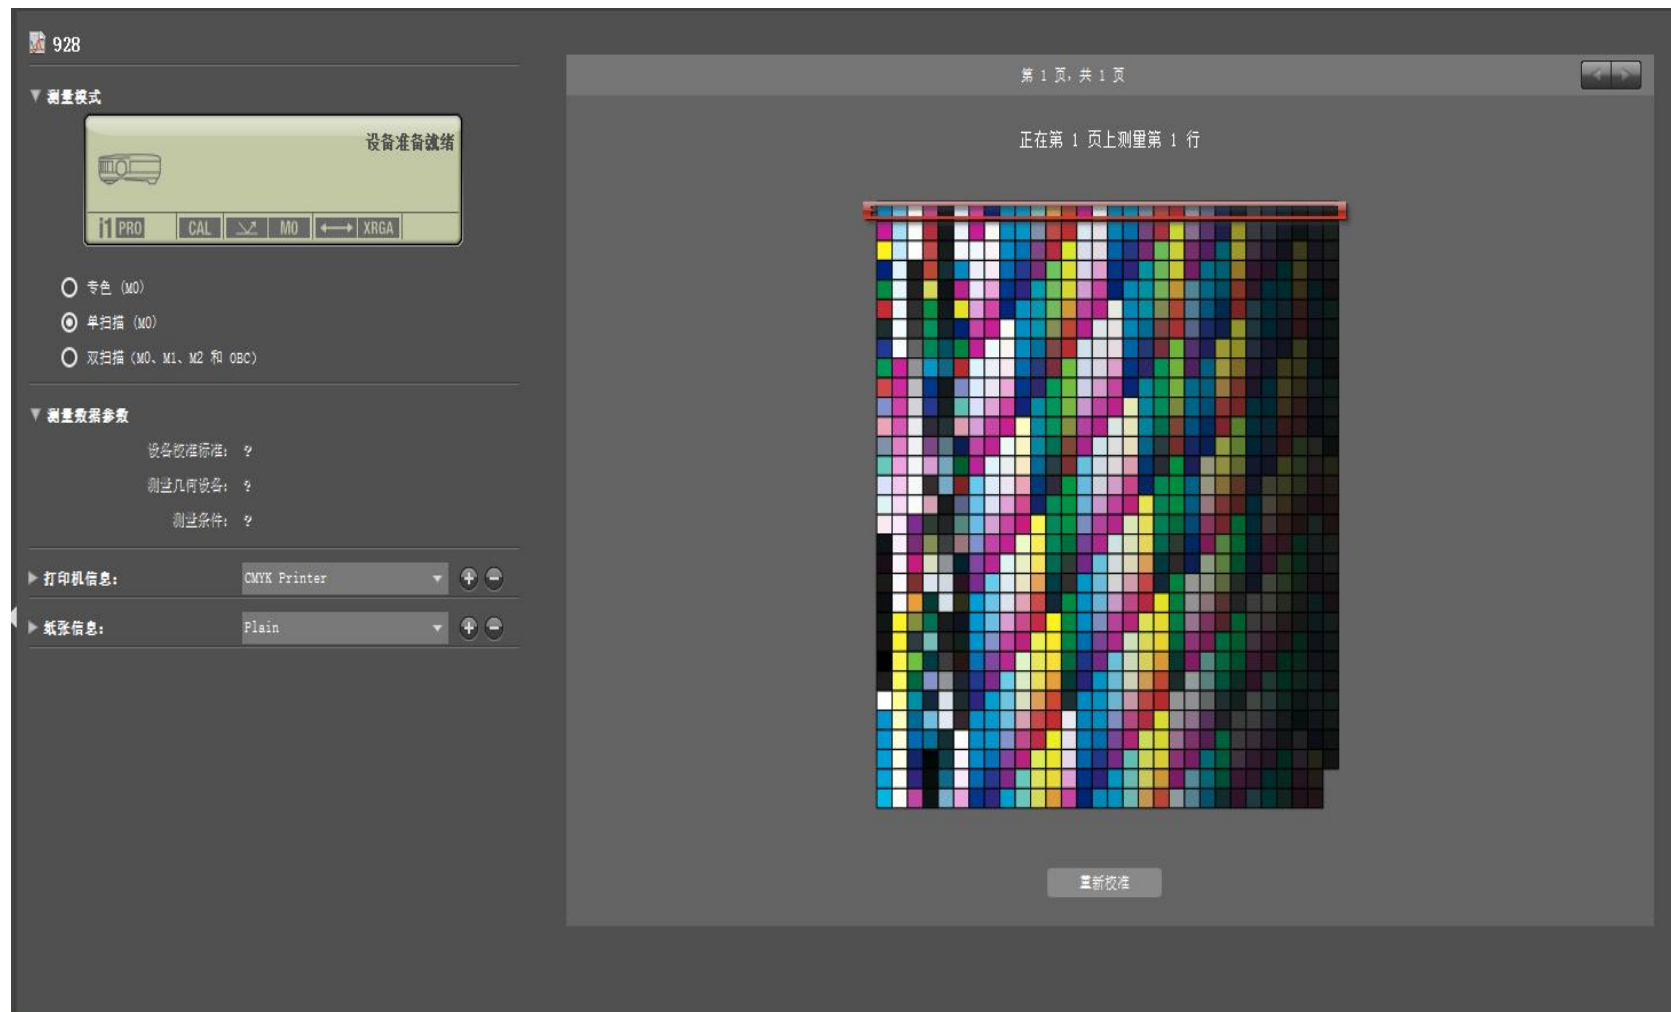 928
第 1 页，共 1 页
测量模式
正在第 1 页上测量第 1 行
设备准备就绪
i1 PRO CAL M0 XRGA
专色 (M0)
单扫描 (M0)
双扫描 (M0、M1、M2 和 OBC)
测量数据参数
设备校准标准: ?
测量几何设备: ?
测量条件: ?
打印机信息: CMYK Printer
纸张信息: Plain
重新校准